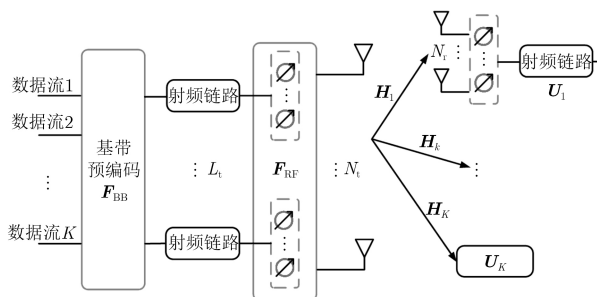 数据流1
数据流2
⋮
数据流K
基带
预编码
F_BB
射频链路
⋮ L_t
射频链路
F_RF
⋮
⋮
⋮ N_t
H_1
H_k
H_K
⋮
N_r ⋮
⋮
射频链路
U_1
U_K